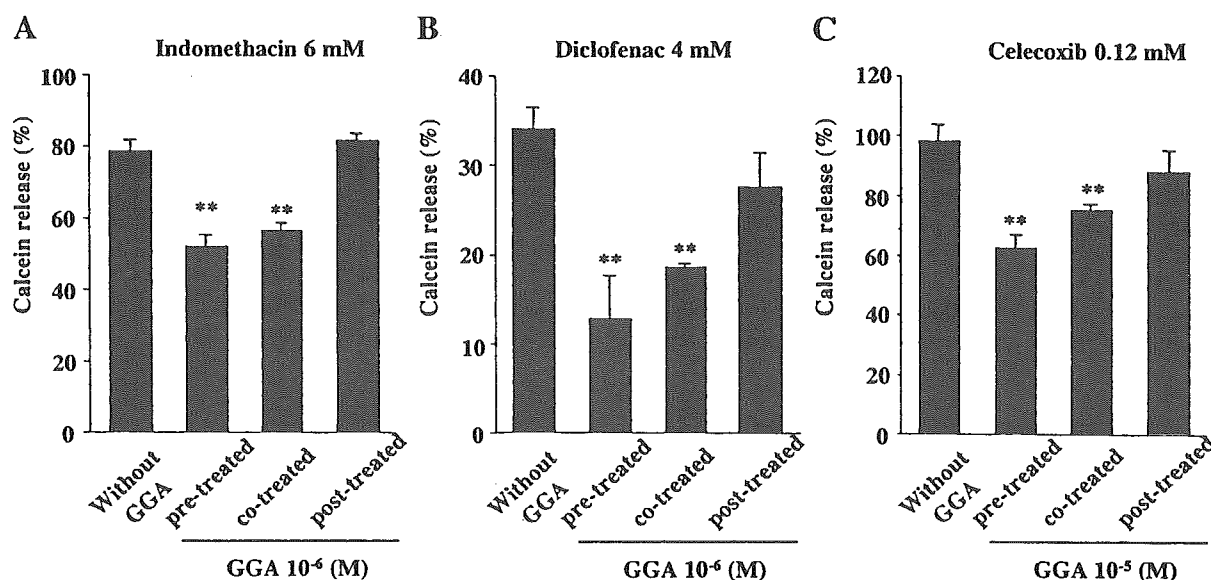 A
Indomethacin 6 mM
Calcein release (%)
100
80
60
40
20
0
**
**
Without
GGA
pre-treated
co-treated
post-treated
GGA 10⁻⁶ (M)
B
Diclofenac 4 mM
Calcein release (%)
40
30
20
10
0
**
**
Without
GGA
pre-treated
co-treated
post-treated
GGA 10⁻⁶ (M)
C
Celecoxib 0.12 mM
Calcein release (%)
120
100
80
60
40
20
0
**
**
Without
GGA
pre-treated
co-treated
post-treated
GGA 10⁻⁵ (M)